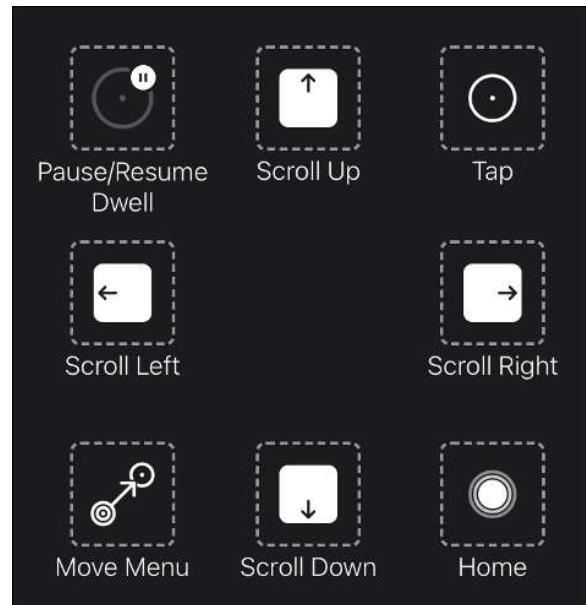 Pause/Resume
Dwell
Scroll Up
Tap
Scroll Left
Scroll Right
Move Menu
Scroll Down
Home